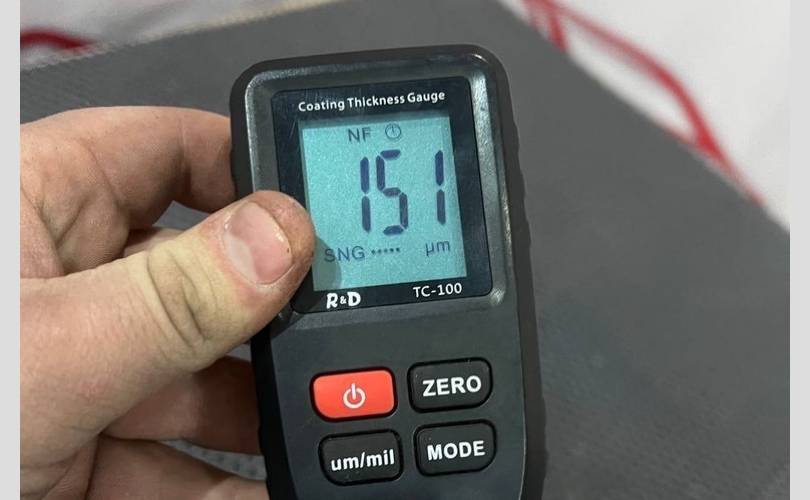 Coating Thickness Gauge
NF
151
SNG ····· µm
R&D TC-100
ZERO
um/mil MODE